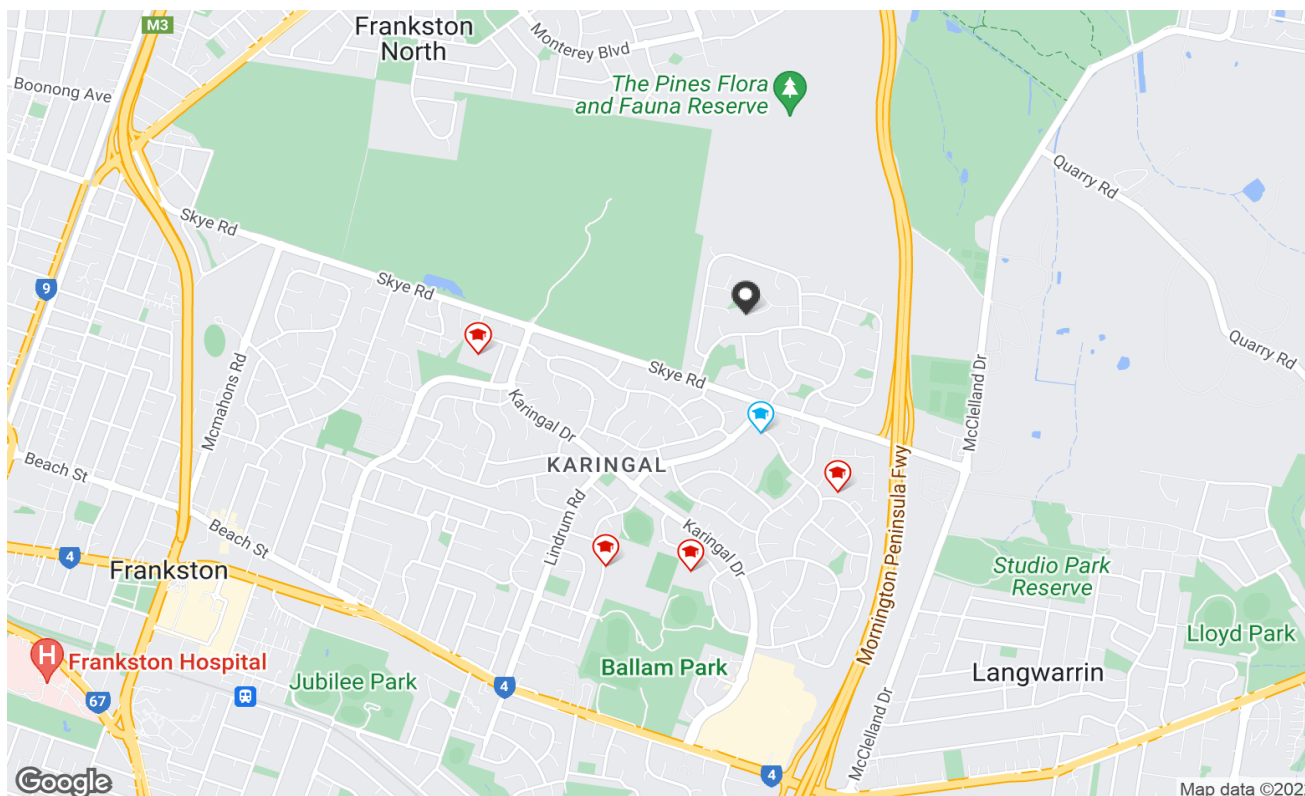 M3
Frankston
North
Monterey Blvd
Boonong Ave
The Pines Flora
and Fauna Reserve
Quarry Rd
Skye Rd
Skye Rd
9
Quarry Rd
Mcmahons Rd
Skye Rd
McClelland Dr
Karingal Dr
KARINGAL
Beach St
Mornington Peninsula Fwy
Lindrum Rd
Karingal Dr
Beach St
4
Frankston
Studio Park
Reserve
Lloyd Park
H
Frankston Hospital
Ballam Park
Langwarrin
Jubilee Park
4
67
McClelland Dr
4
Google
Map data ©202